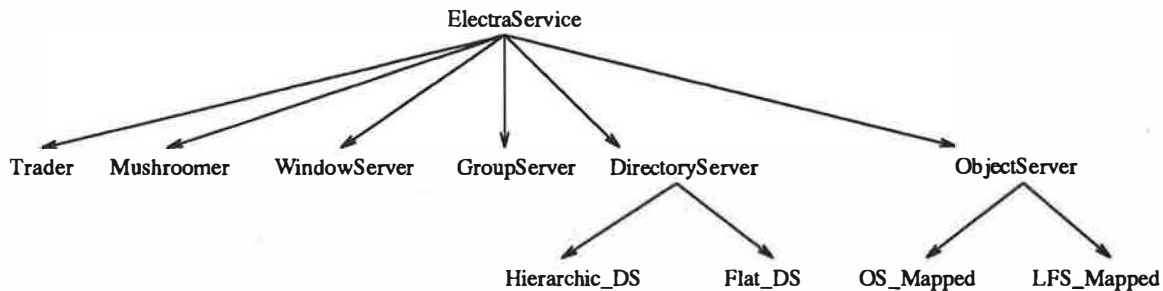 ElectraService
Trader Mushroomer WindowServer GroupServer DirectoryServer ObjectServer
Hierarchic_DS Flat_DS OS_Mapped LFS_Mapped